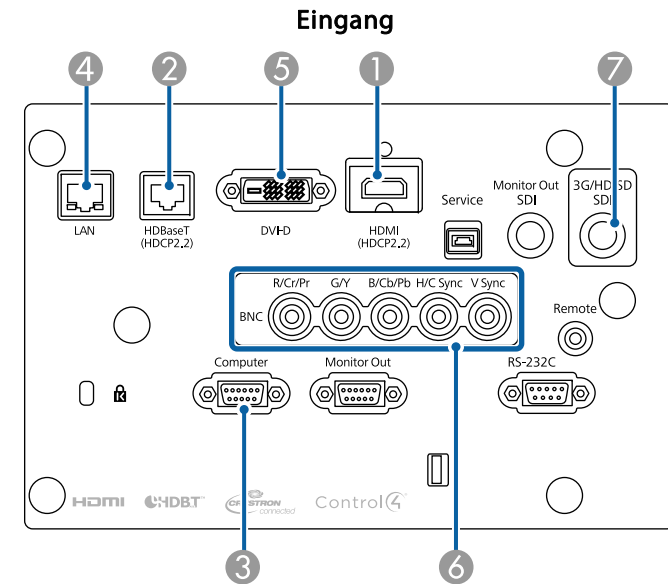 Eingang
4 2 5 1 7
LAN
HDBaseT
(HDCP2.2)
DVI-D
HDMI
(HDCP2.2)
Service
Monitor Out
SDI
3G/HD/SD
SDI
R/Cr/Pr G/Y B/Cb/Pb H/C Sync V Sync
BNC
Remote
Computer
Monitor Out
RS-232C
K
HDMI
HDBT™
CRESTRON
connected
Control4
3 6